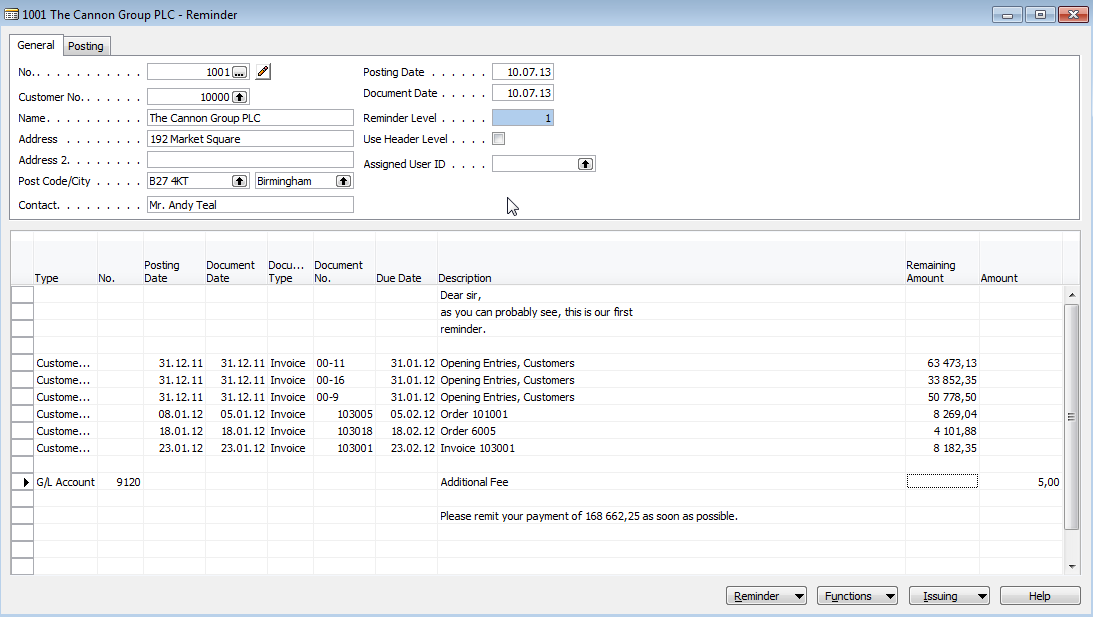 1001 The Cannon Group PLC - Reminder
General Posting
No. . . . . . . . . . . . 1001 ... Posting Date . . . . . . 10.07.13
Customer No. . . . . . . 10000 Document Date . . . . . 10.07.13
Name . . . . . . . . . . The Cannon Group PLC Reminder Level . . . . . 1
Address . . . . . . . . 192 Market Square Use Header Level . . . .
Address 2. . . . . . . . Assigned User ID . . . .
Post Code/City . . . . . B27 4KT Birmingham
Contact. . . . . . . . . Mr. Andy Teal
Type No. Posting Date Document Date Docu... Type Document No. Due Date Description Remaining Amount Amount
Dear sir,
as you can probably see, this is our first
reminder.
Custome... 31.12.11 31.12.11 Invoice 00-11 31.01.12 Opening Entries, Customers 63 473,13
Custome... 31.12.11 31.12.11 Invoice 00-16 31.01.12 Opening Entries, Customers 33 852,35
Custome... 31.12.11 31.12.11 Invoice 00-9 31.01.12 Opening Entries, Customers 50 778,50
Custome... 08.01.12 05.01.12 Invoice 103005 05.02.12 Order 101001 8 269,04
Custome... 18.01.12 18.01.12 Invoice 103018 18.02.12 Order 6005 4 101,88
Custome... 23.01.12 23.01.12 Invoice 103001 23.02.12 Invoice 103001 8 182,35
G/L Account 9120 Additional Fee 5,00
Please remit your payment of 168 662,25 as soon as possible.
Reminder Functions Issuing Help